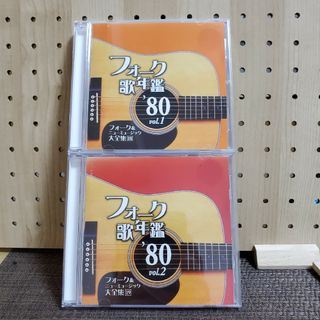 フォーク
歌年鑑
'80
vol.1
フォーク&
ニューミュージック
大全集
フォーク
歌年鑑
'80
vol.2
フォーク&
ニューミュージック
大全集